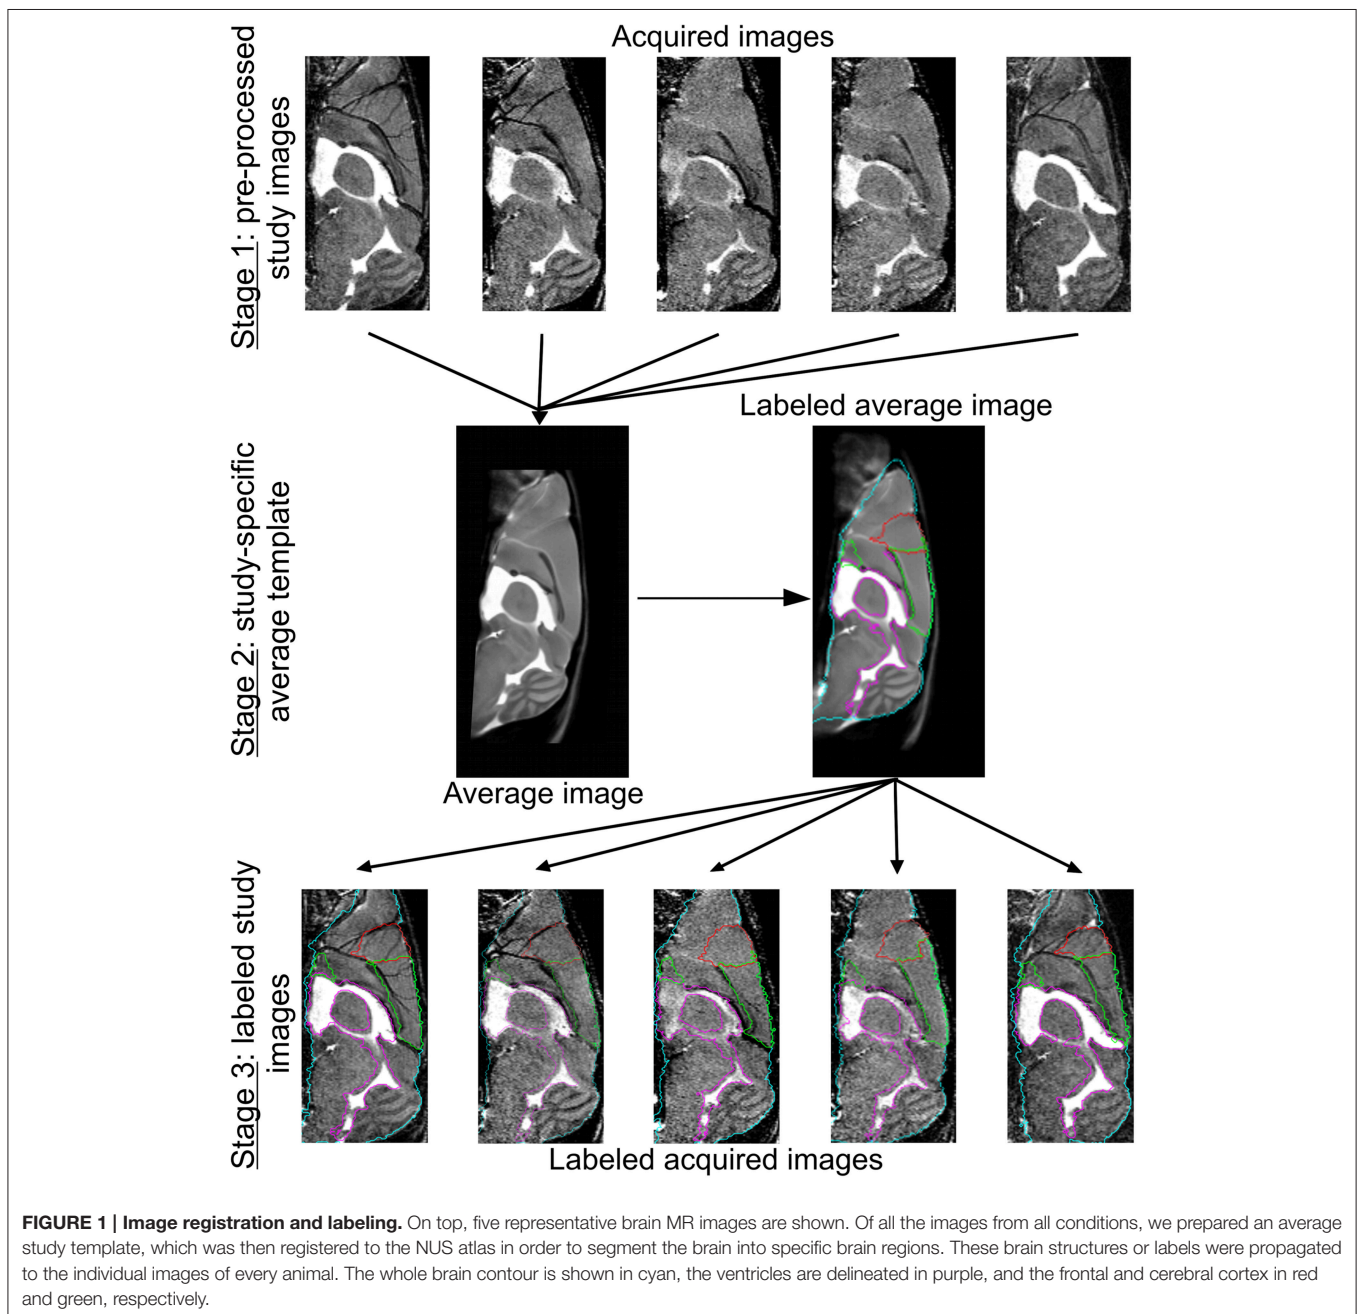 Acquired images
Stage 1: pre-processed
study images
Labeled average image
Stage 2: study-specific
average template
Average image
Stage 3: labeled study
images
Labeled acquired images
FIGURE 1 | Image registration and labeling. On top, five representative brain MR images are shown. Of all the images from all conditions, we prepared an average
study template, which was then registered to the NUS atlas in order to segment the brain into specific brain regions. These brain structures or labels were propagated
to the individual images of every animal. The whole brain contour is shown in cyan, the ventricles are delineated in purple, and the frontal and cerebral cortex in red
and green, respectively.